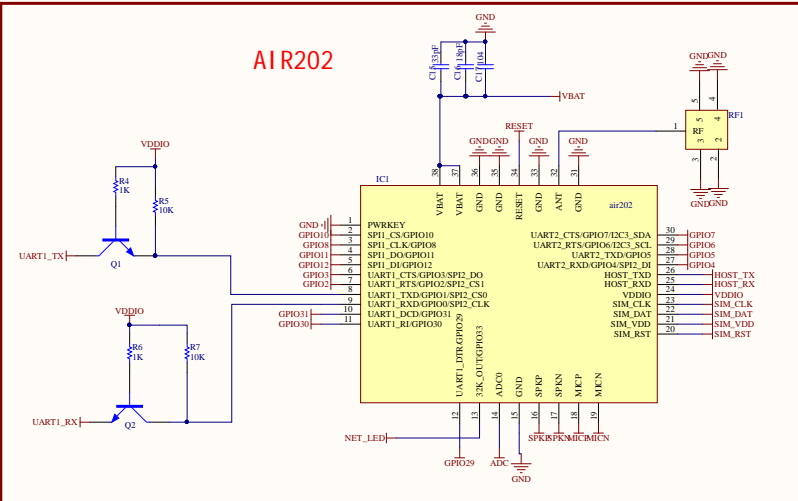 GND
AIR202
C15 33pF
C16 18pF
C17 104
VBAT
GND GND
RESET
5 4
RF1
1 RF
5 4
3 2
3 2
GND GND
VDDIO
R4
1K
R5
10K
UART1_TX
Q1
VDDIO
R6
1K
R7
10K
UART1_RX
Q2
GND GND GND GND
38 37 36 35 34 33 32 31
IC1
VBAT VBAT GND GND RESET GND ANT GND
air202
GND 1 PWRKEY
GPIO10 2 SPI1_CS/GPIO10
GPIO8 3 SPI1_CLK/GPIO8
GPIO11 4 SPI1_DO/GPIO11
GPIO12 5 SPI1_DI/GPIO12
GPIO3 6 UART1_CTS/GPIO3/SPI2_DO
GPIO2 7 UART1_RTS/GPIO2/SPI2_CS1
8 UART1_TXD/GPIO1/SPI2_CS0
9 UART1_RXD/GPIO0/SPI2_CLK
GPIO31 10 UART1_DCD/GPIO31
GPIO30 11 UART1_RI/GPIO30
UART2_CTS/GPIO7/I2C3_SDA 30 GPIO7
UART2_RTS/GPIO6/I2C3_SCL 29 GPIO6
UART2_TXD/GPIO5 28 GPIO5
UART2_RXD/GPIO4/SPI2_DI 27 GPIO4
HOST_TXD 26 HOST_TX
HOST_RXD 25 HOST_RX
VDDIO 24 VDDIO
SIM_CLK 23 SIM_CLK
SIM_DAT 22 SIM_DAT
SIM_VDD 21 SIM_VDD
SIM_RST 20 SIM_RST
UART1_DTR/GPIO29 32K_OUT/GPIO33 ADC0 GND SPKP SPKN MICP MICN
12 13 14 15 16 17 18 19
NET_LED
GPIO29 ADC GND SPKP SPKN MICP MICN